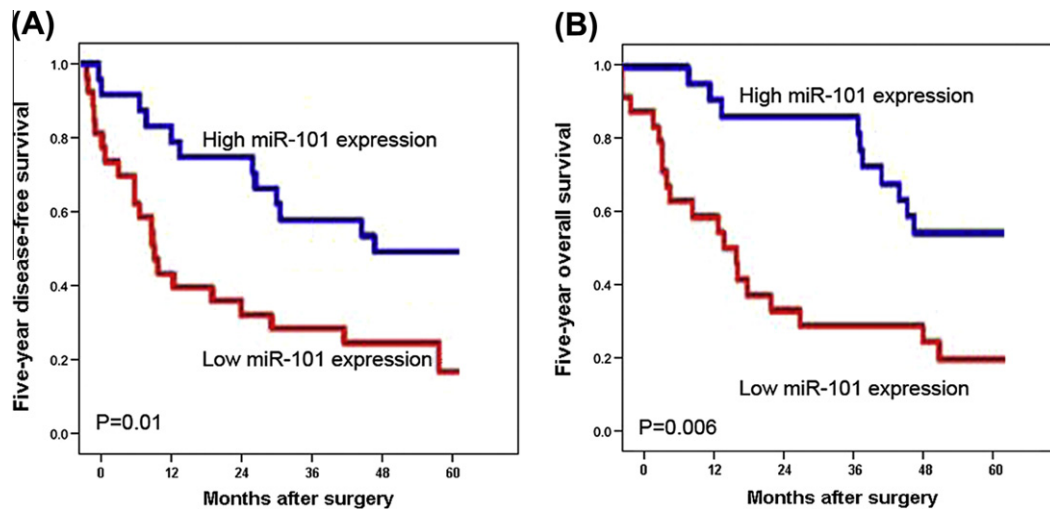 (A)
Five-year disease-free survival
1.0
0.8
0.6
0.4
0.2
0.0
High miR-101 expression
Low miR-101 expression
P=0.01
0 12 24 36 48 60
Months after surgery
(B)
Five-year overall survival
1.0
0.8
0.6
0.4
0.2
0.0
High miR-101 expression
Low miR-101 expression
P=0.006
0 12 24 36 48 60
Months after surgery